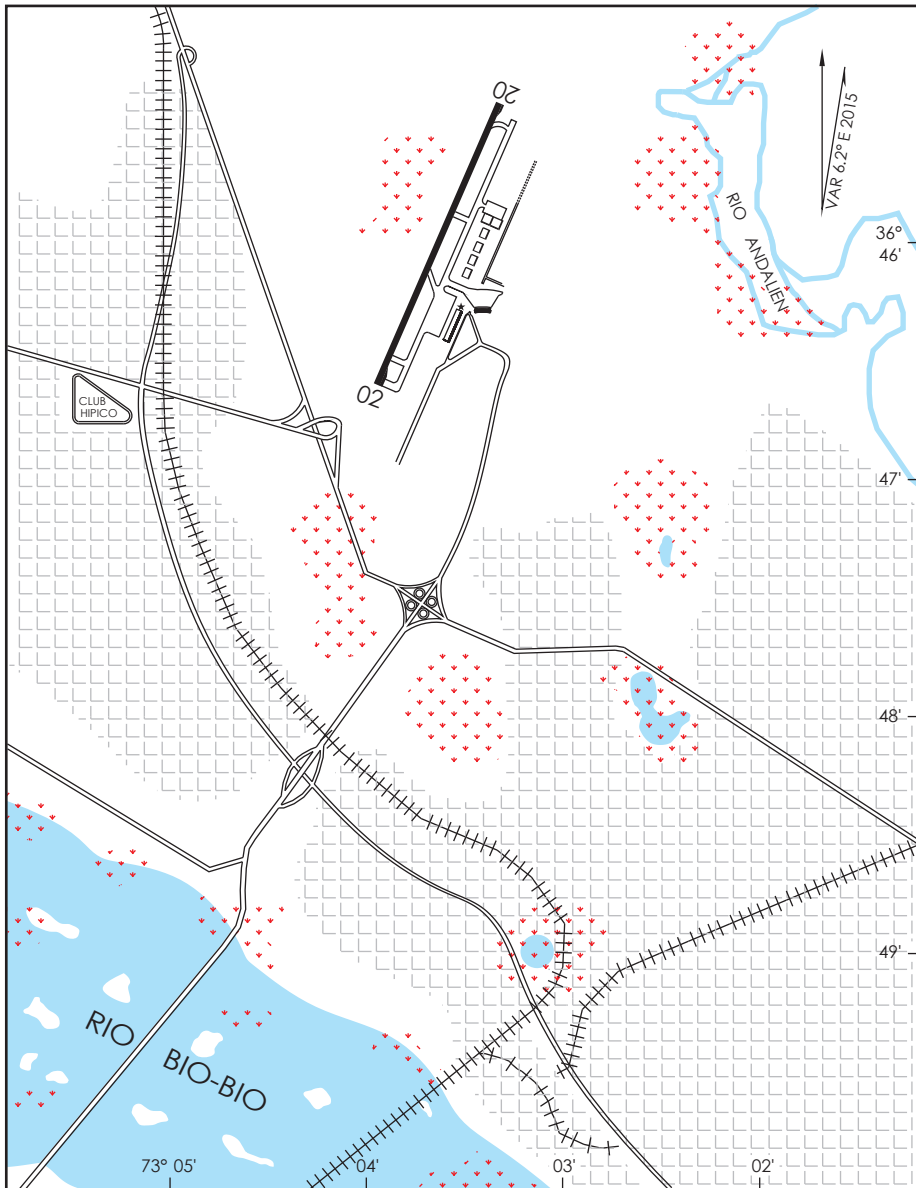 20
VAR 6.2° E 2015
RIO ANDALIEN
36°
46'
CLUB
HIPICO
02
47'
48'
49'
RIO BIO-BIO
73° 05'
04'
03'
02'